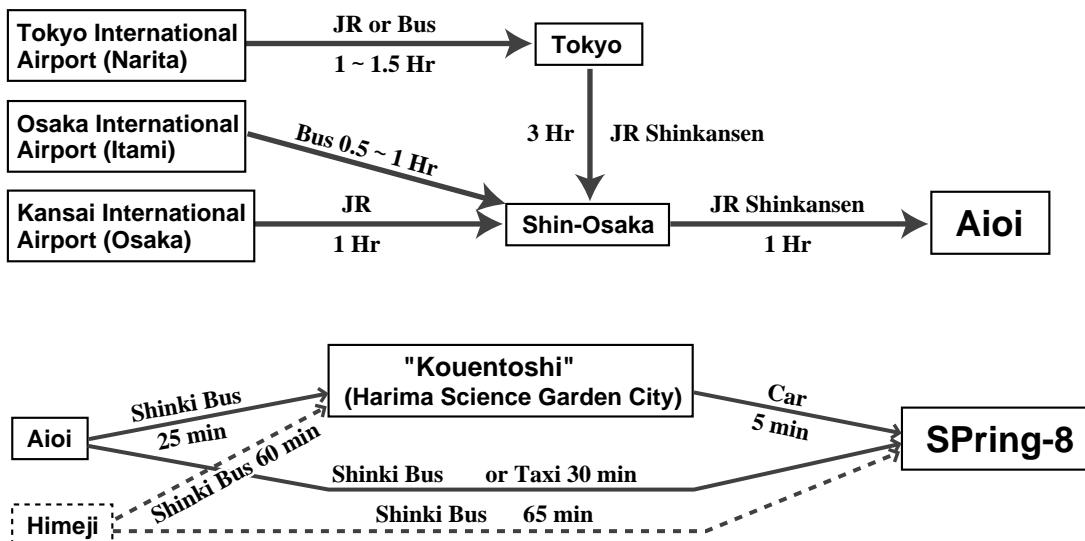 Tokyo International
Airport (Narita)
JR or Bus
1 ~ 1.5 Hr
Tokyo
Osaka International
Airport (Itami)
Bus 0.5 ~ 1 Hr
3 Hr
JR Shinkansen
Kansai International
Airport (Osaka)
JR
1 Hr
Shin-Osaka
JR Shinkansen
1 Hr
Aioi
"Kouentoshi"
(Harima Science Garden City)
Shinki Bus
25 min
Car
5 min
Aioi
SPring-8
Shinki Bus 60 min
Shinki Bus or Taxi 30 min
Himeji
Shinki Bus 65 min